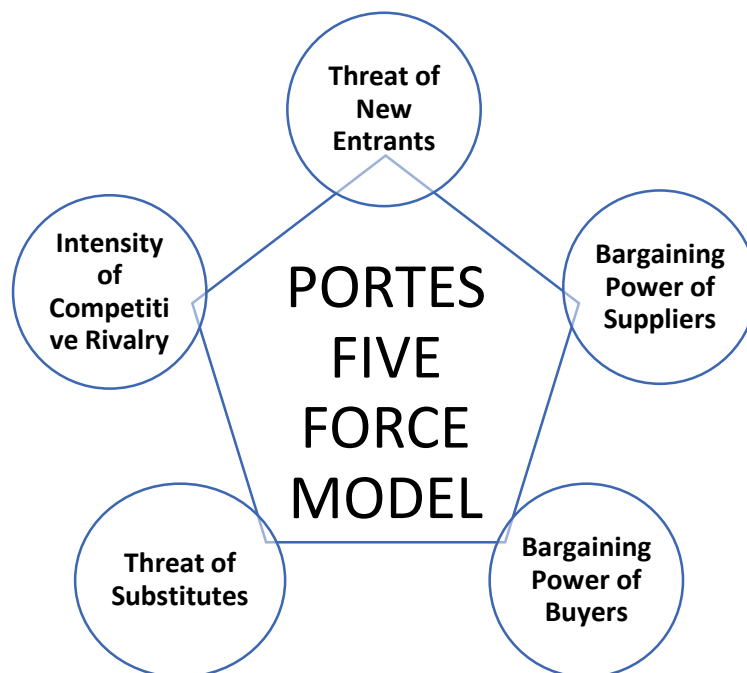 Threat of
New
Entrants
Intensity
of
Competiti
ve Rivalry
PORTES
FIVE
FORCE
MODEL
Bargaining
Power of
Suppliers
Threat of
Substitutes
Bargaining
Power of
Buyers